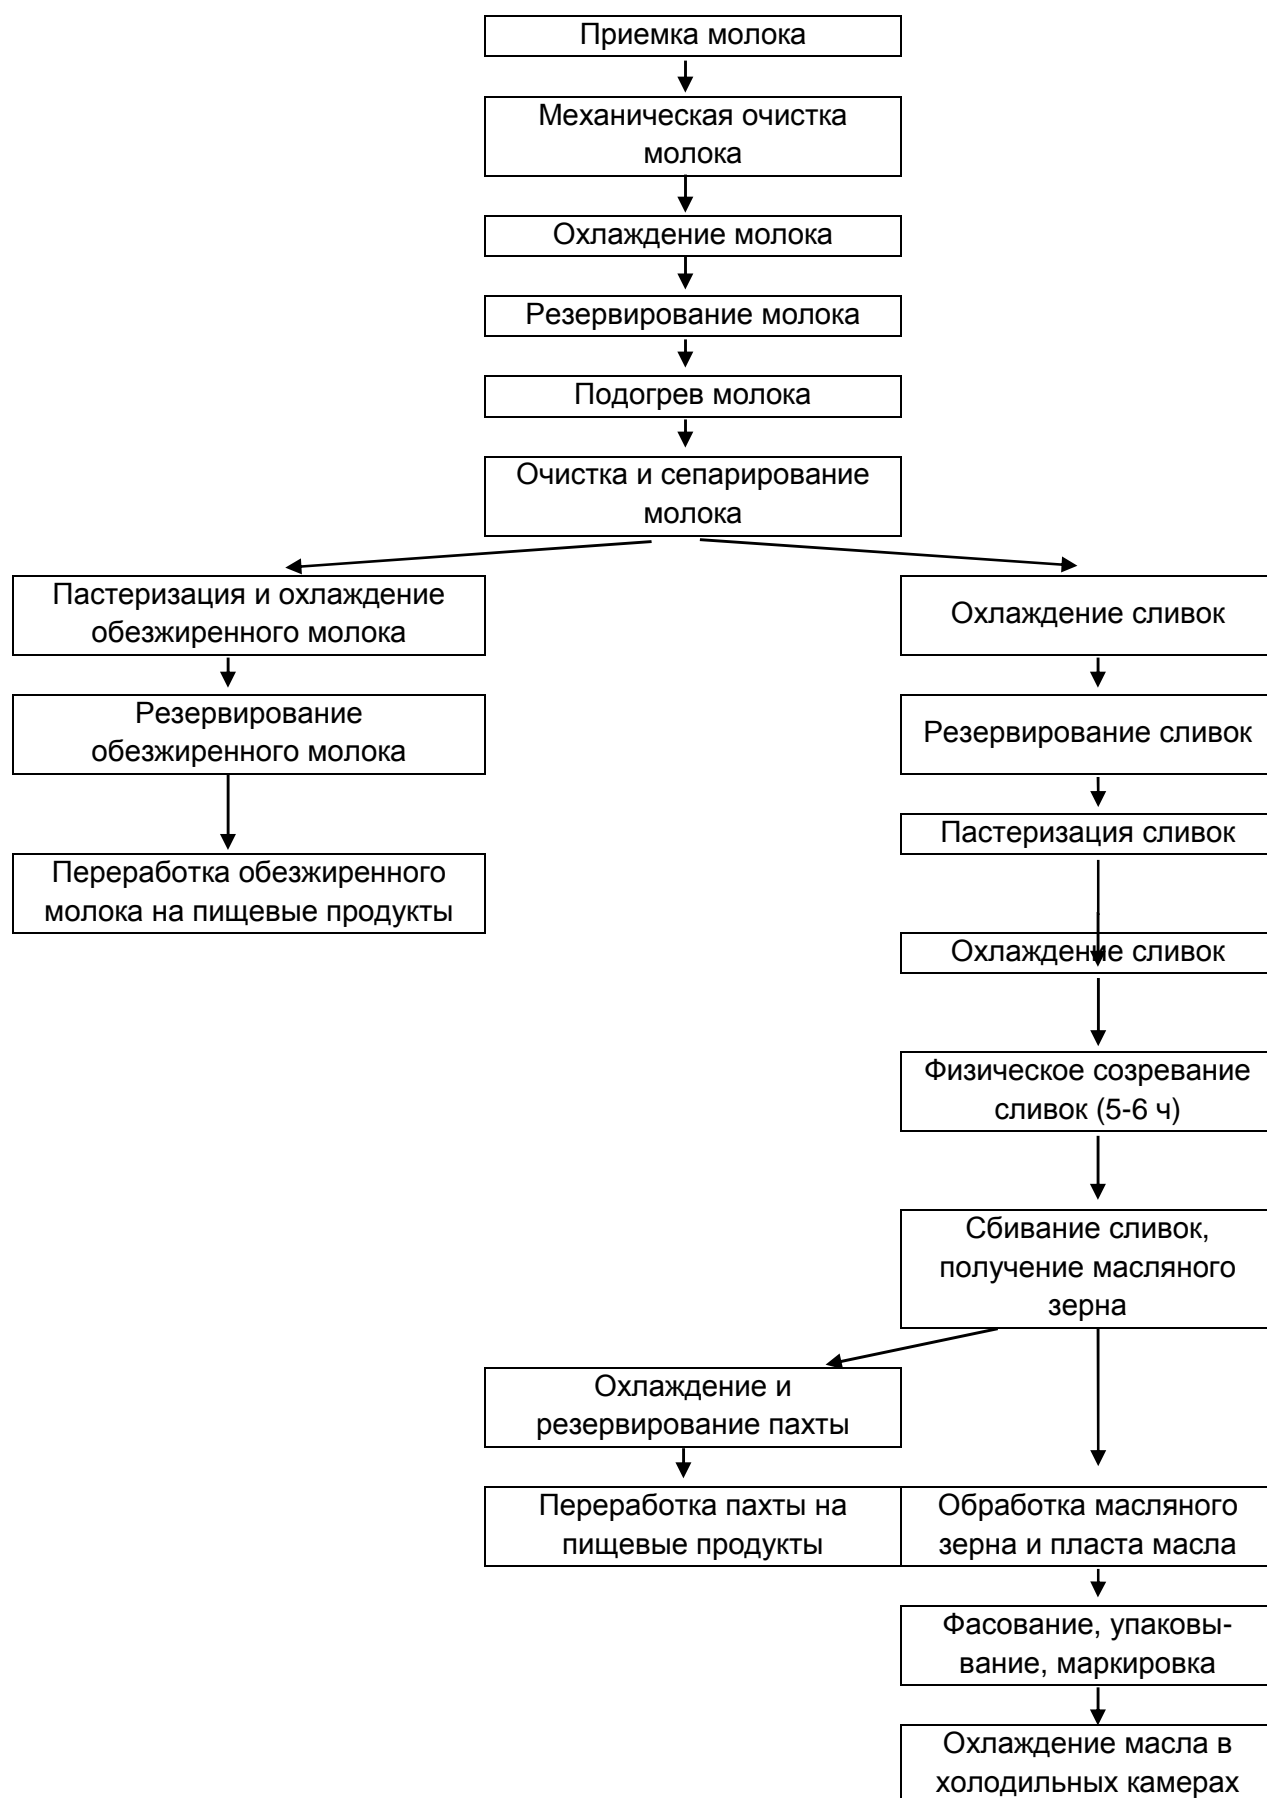 Приемка молока
Механическая очистка
молока
Охлаждение молока
Резервирование молока
Подогрев молока
Очистка и сепарирование
молока
Пастеризация и охлаждение
обезжиренного молока
Охлаждение сливок
Резервирование
обезжиренного молока
Резервирование сливок
Пастеризация сливок
Переработка обезжиренного
молока на пищевые продукты
Охлаждение сливок
Физическое созревание
сливок (5-6 ч)
Сбивание сливок,
получение масляного
зерна
Охлаждение и
резервирование пахты
Переработка пахты на
пищевые продукты
Обработка масляного
зерна и пласта масла
Фасование, упаковы-
вание, маркировка
Охлаждение масла в
холодильных камерах